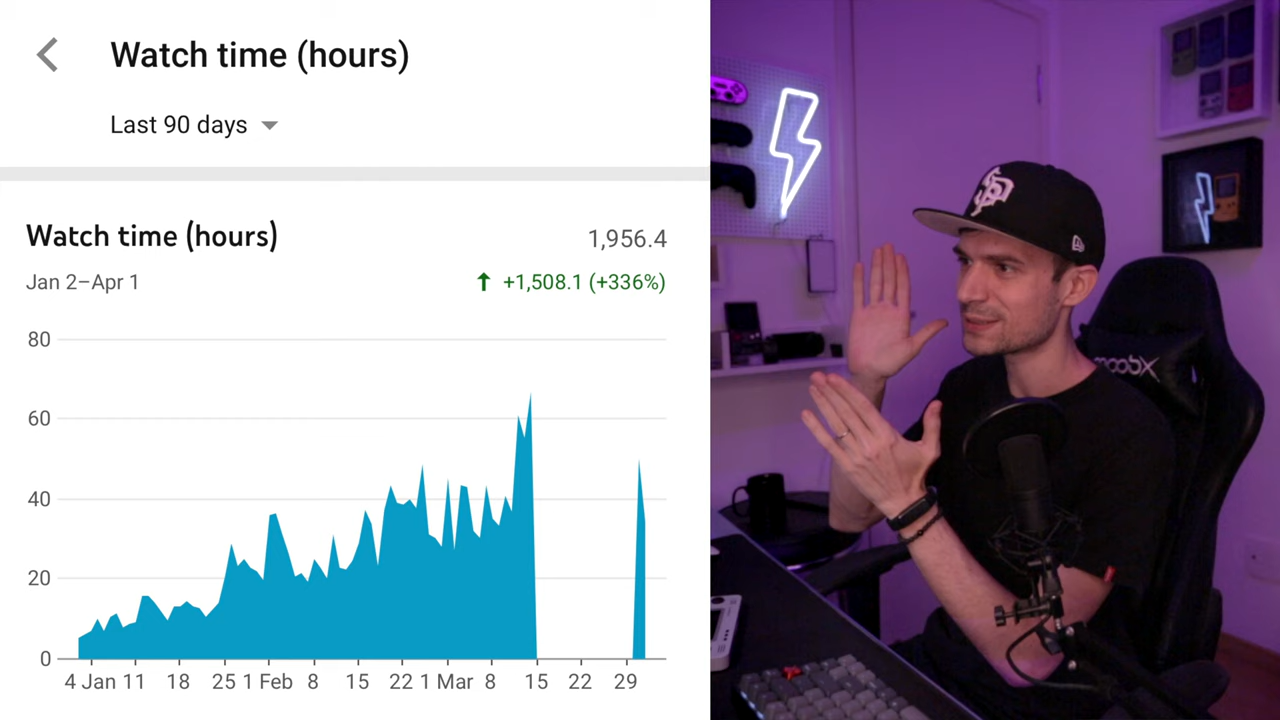 Watch time (hours)
Last 90 days
Watch time (hours)
1,956.4
Jan 2–Apr 1
+1,508.1 (+336%)
80
60
40
20
0
4 Jan 11 18 25 1 Feb 8 15 22 1 Mar 8 15 22 29
SF
moobX